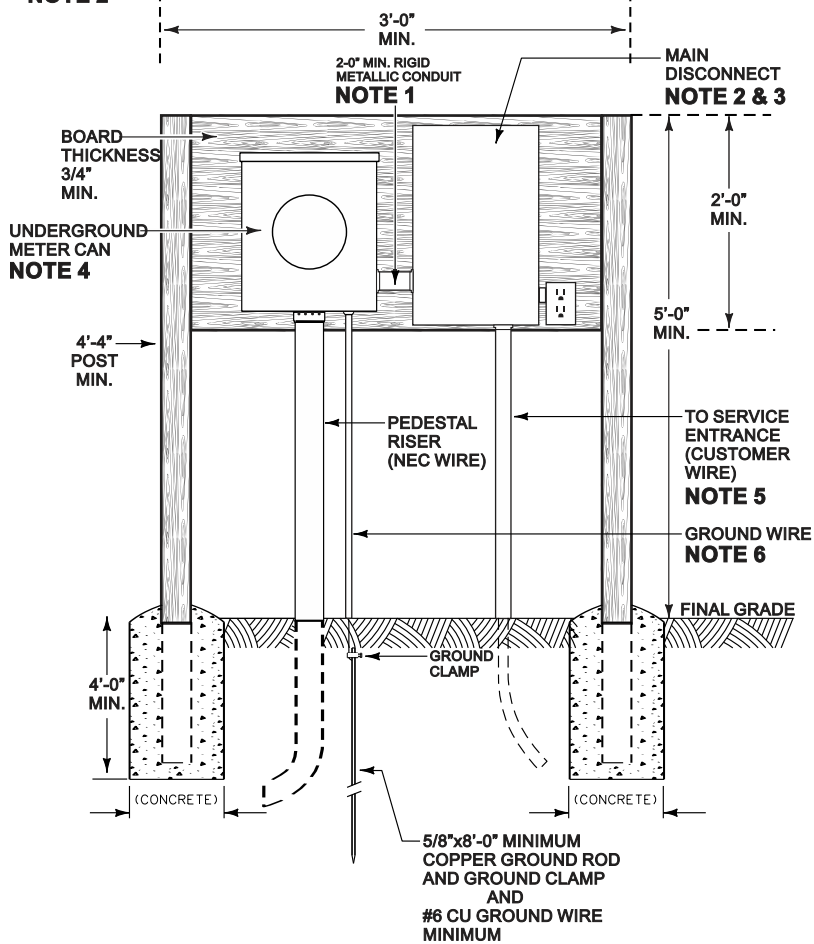 NOTE 2
3'-0"
MIN.
2-0" MIN. RIGID
METALLIC CONDUIT
NOTE 1
MAIN
DISCONNECT
NOTE 2 & 3
BOARD
THICKNESS
3/4"
MIN.
2'-0"
MIN.
UNDERGROUND
METER CAN
NOTE 4
5'-0"
MIN.
4'-4"
POST
MIN.
PEDESTAL
RISER
(NEC WIRE)
TO SERVICE
ENTRANCE
(CUSTOMER
WIRE)
NOTE 5
GROUND WIRE
NOTE 6
FINAL GRADE
GROUND
CLAMP
4'-0"
MIN.
(CONCRETE)
(CONCRETE)
5/8"x8'-0" MINIMUM
COPPER GROUND ROD
AND GROUND CLAMP
AND
#6 CU GROUND WIRE
MINIMUM